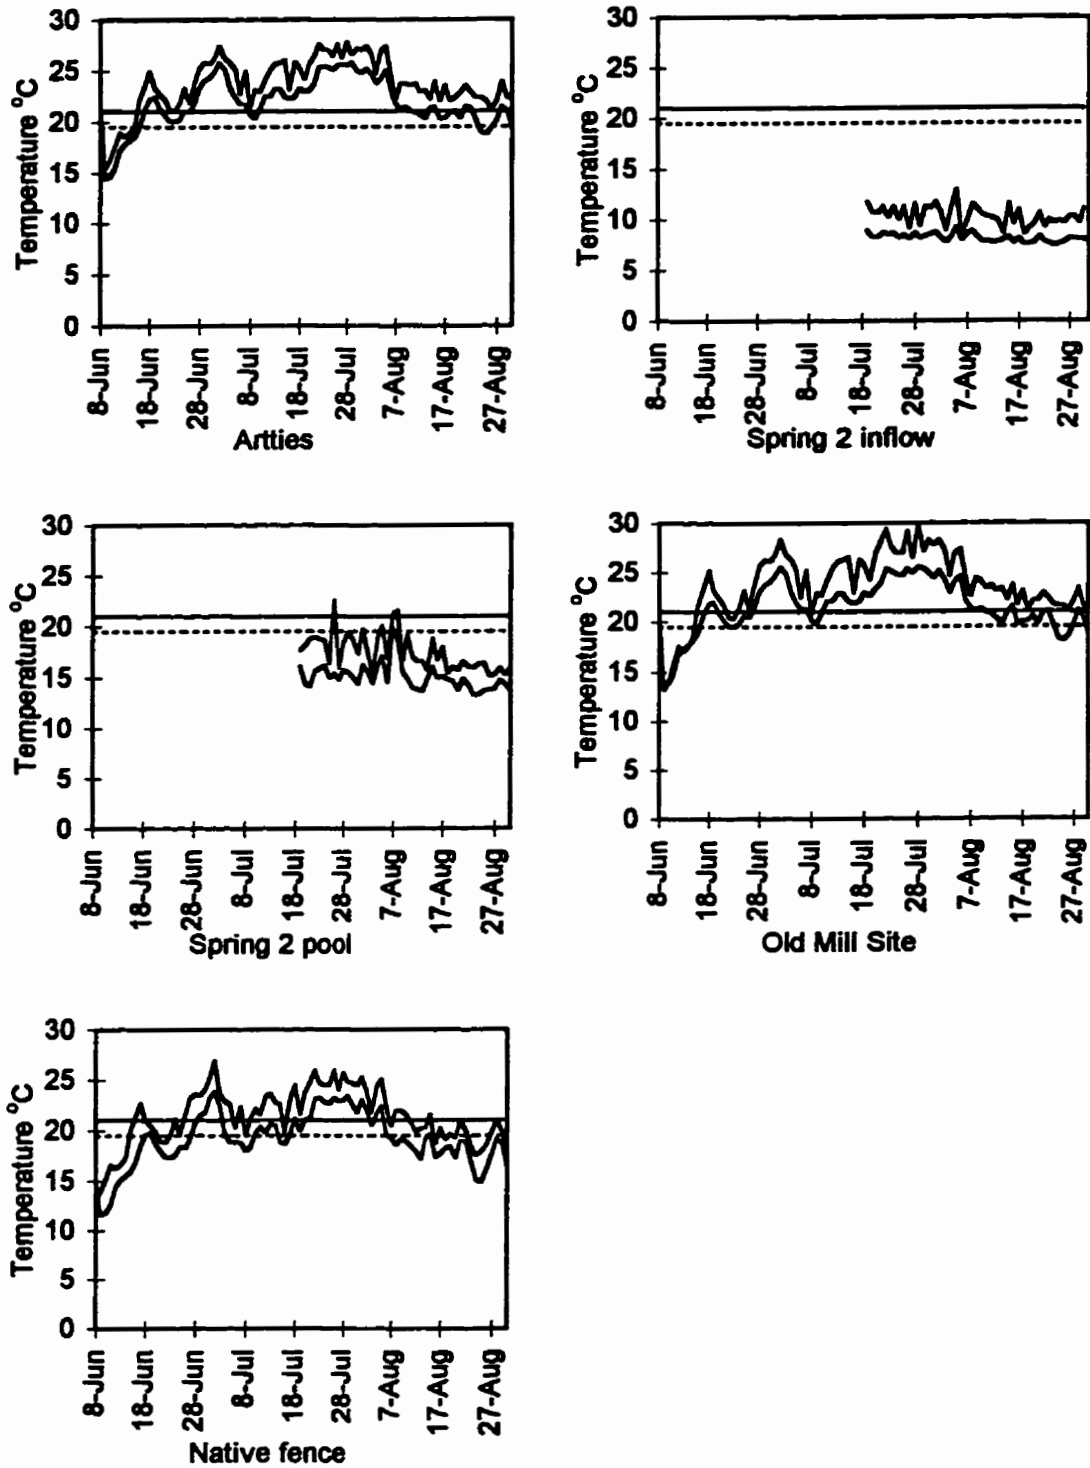 Temperature °C
30
25
20
15
10
5
0
8-Jun
18-Jun
28-Jun
8-Jul
18-Jul
28-Jul
7-Aug
17-Aug
27-Aug
Artties
Temperature °C
30
25
20
15
10
5
0
8-Jun
18-Jun
28-Jun
8-Jul
18-Jul
28-Jul
7-Aug
17-Aug
27-Aug
Spring 2 inflow
Temperature °C
30
25
20
15
10
5
0
8-Jun
18-Jun
28-Jun
8-Jul
18-Jul
28-Jul
7-Aug
17-Aug
27-Aug
Spring 2 pool
Temperature °C
30
25
20
15
10
5
0
8-Jun
18-Jun
28-Jun
8-Jul
18-Jul
28-Jul
7-Aug
17-Aug
27-Aug
Old Mill Site
Temperature °C
30
25
20
15
10
5
0
8-Jun
18-Jun
28-Jun
8-Jul
18-Jul
28-Jul
7-Aug
17-Aug
27-Aug
Native fence